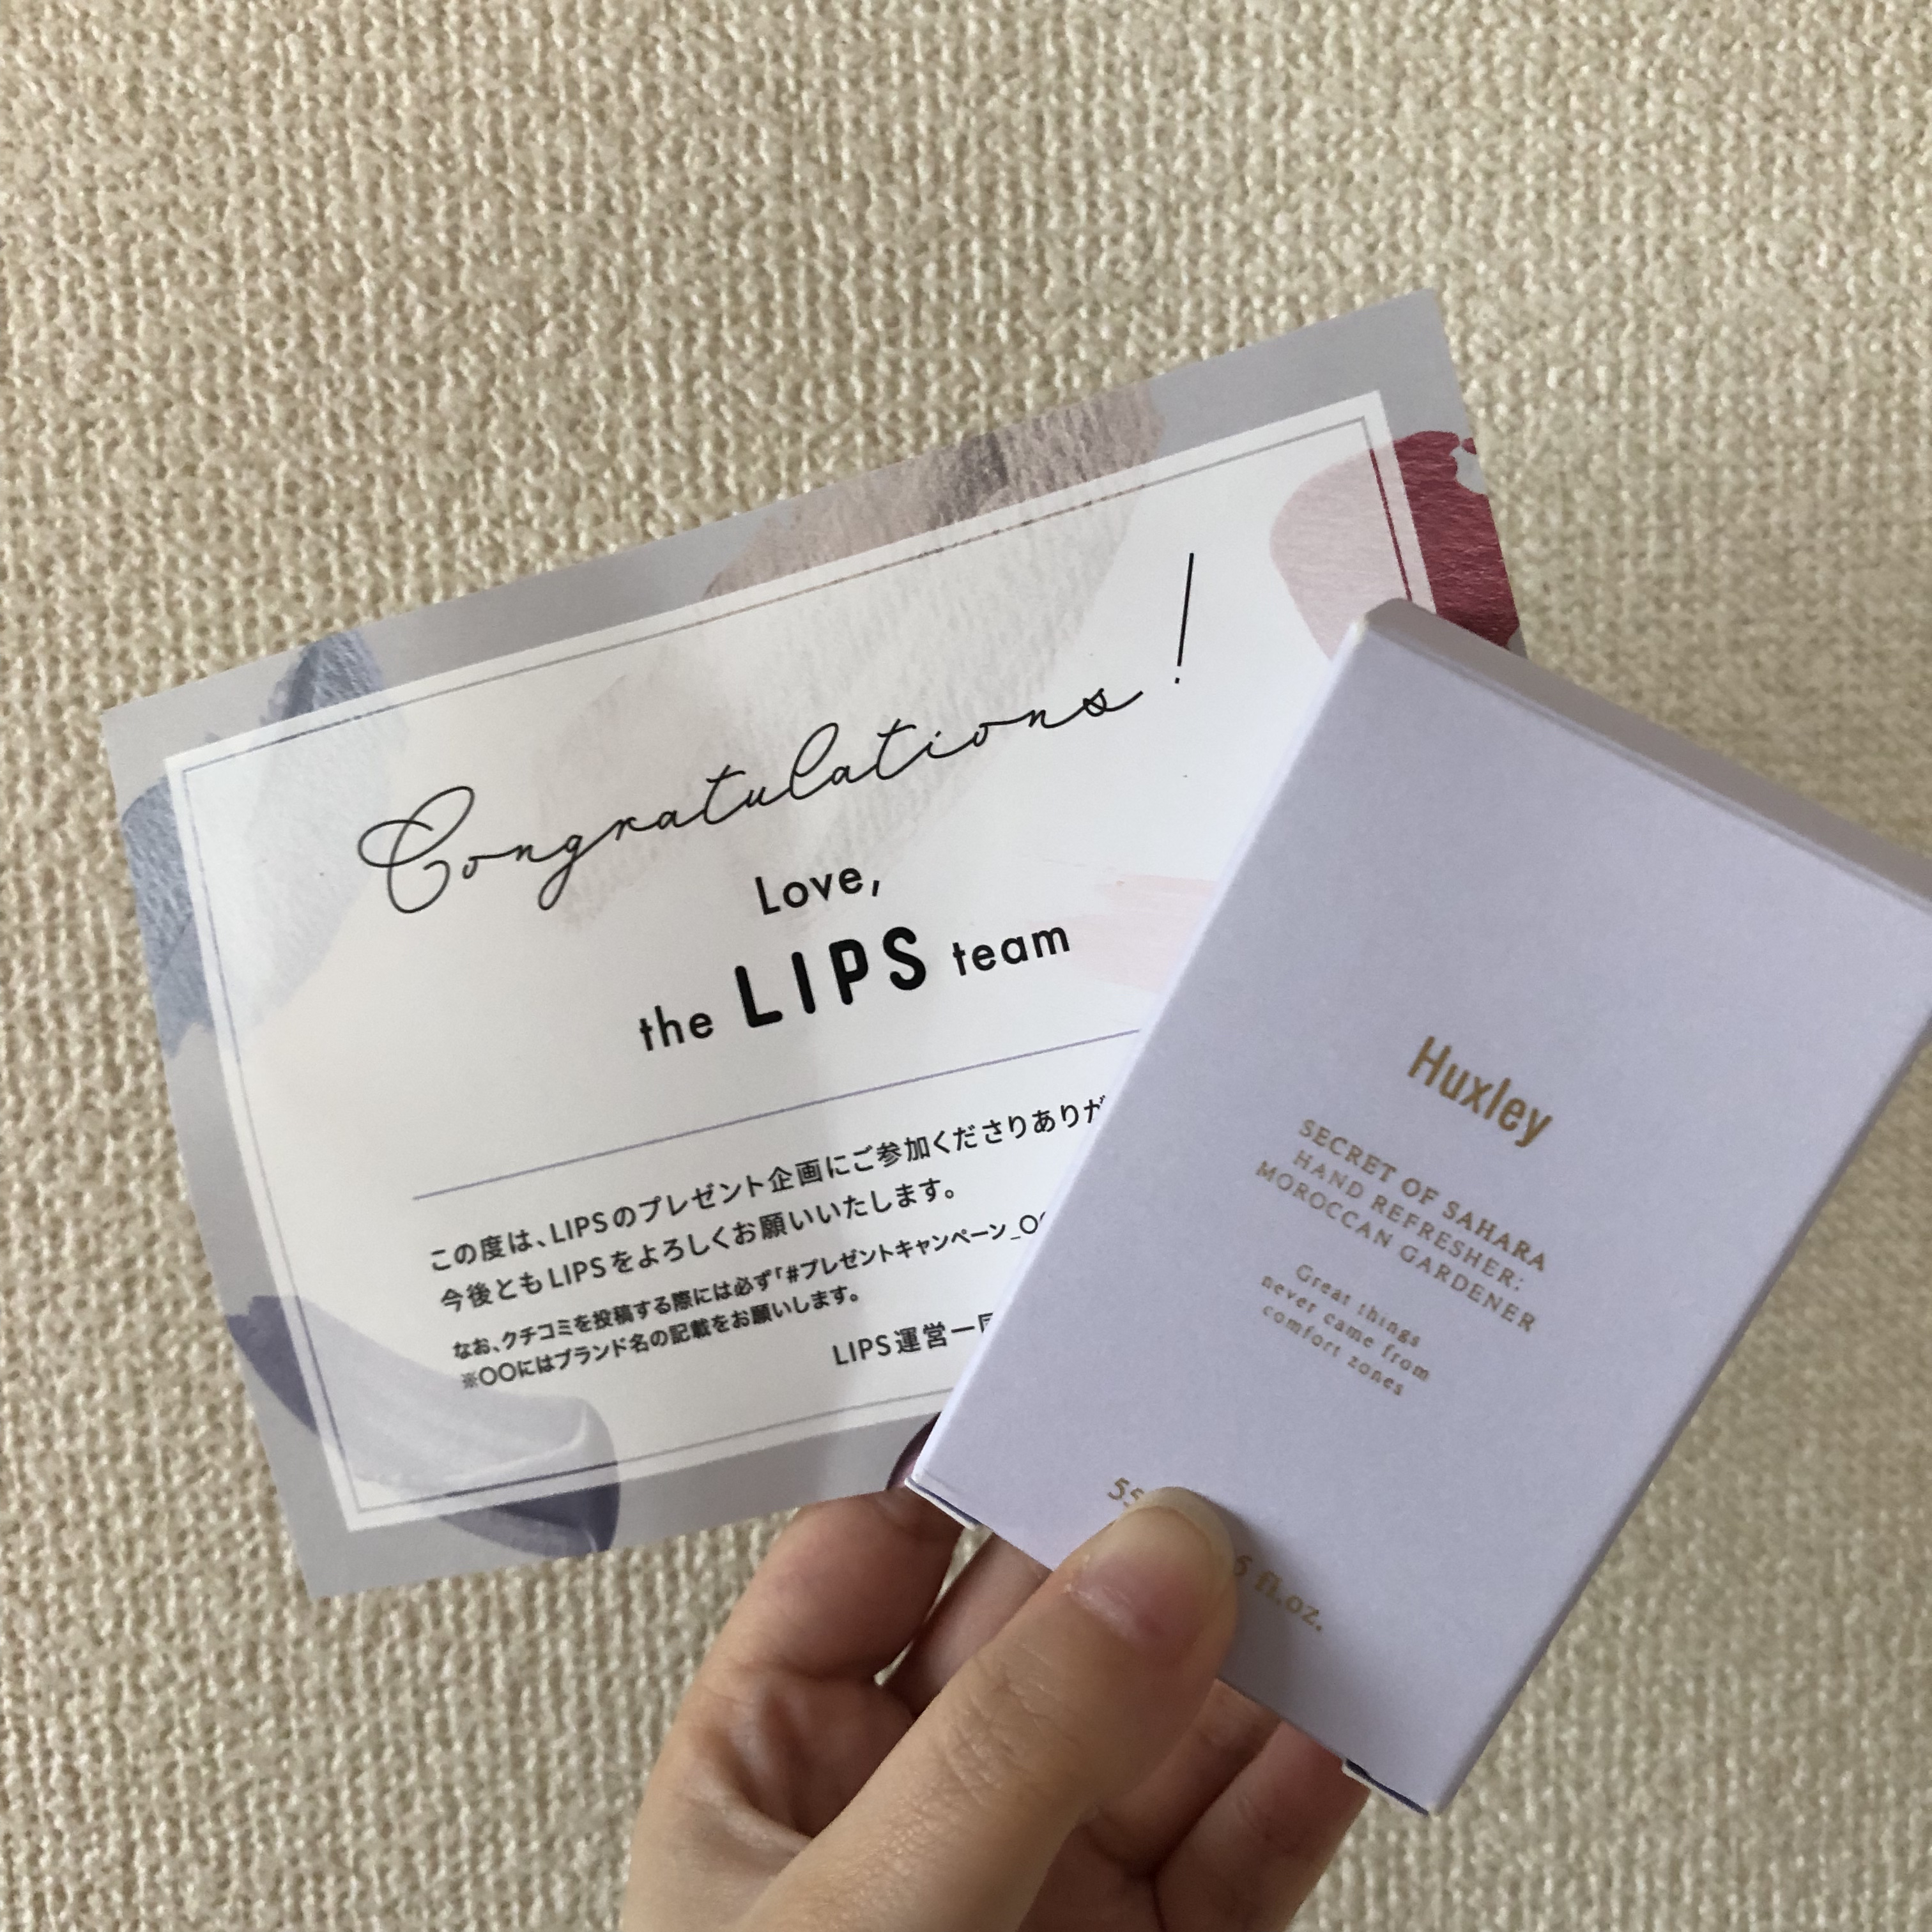 Congratulations!
Love,
the LIPS team
この度は、LIPSのプレゼント企画にご参加くださりありが
今後ともLIPSをよろしくお願いいたします。
なお、クチコミを投稿する際には必ず「#プレゼントキャンペーン_〇
※〇〇にはブランド名の記載をお願いします。
LIPS運営一同
Huxley
SECRET OF SAHARA
HAND REFRESHER:
MOROCCAN GARDENER
Great things
never came from
comfort zones
fl.oz.